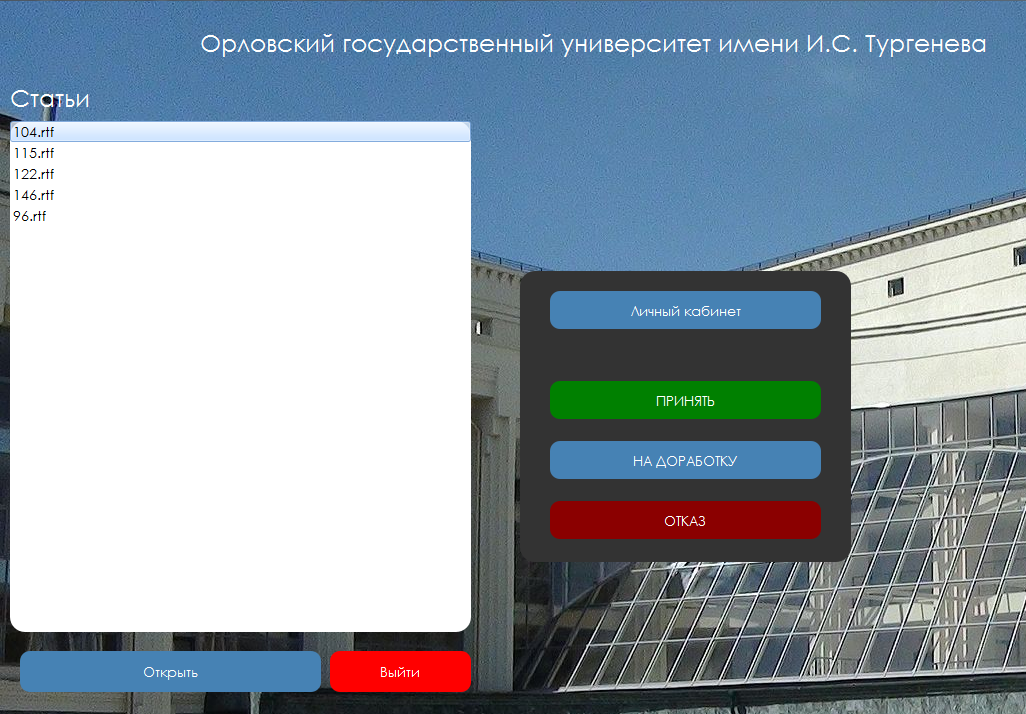 Орловский государственный университет имени И.С. Тургенева
Статьи
104.rtf
115.rtf
122.rtf
146.rtf
96.rtf
Личный кабинет
ПРИНЯТЬ
НА ДОРАБОТКУ
ОТКАЗ
Открыть
Выйти